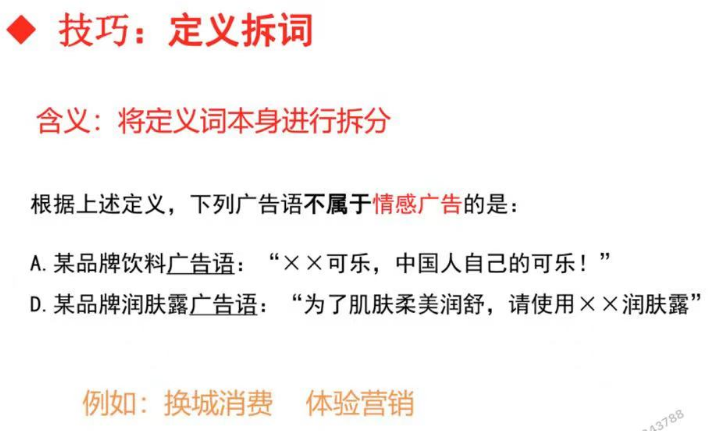 ◆ 技巧：定义拆词
含义：将定义词本身进行拆分
根据上述定义，下列广告语不属于情感广告的是：
A. 某品牌饮料广告语：“××可乐，中国人自己的可乐！”
D. 某品牌润肤露广告语：“为了肌肤柔美润舒，请使用××润肤露”
例如：换城消费 体验营销